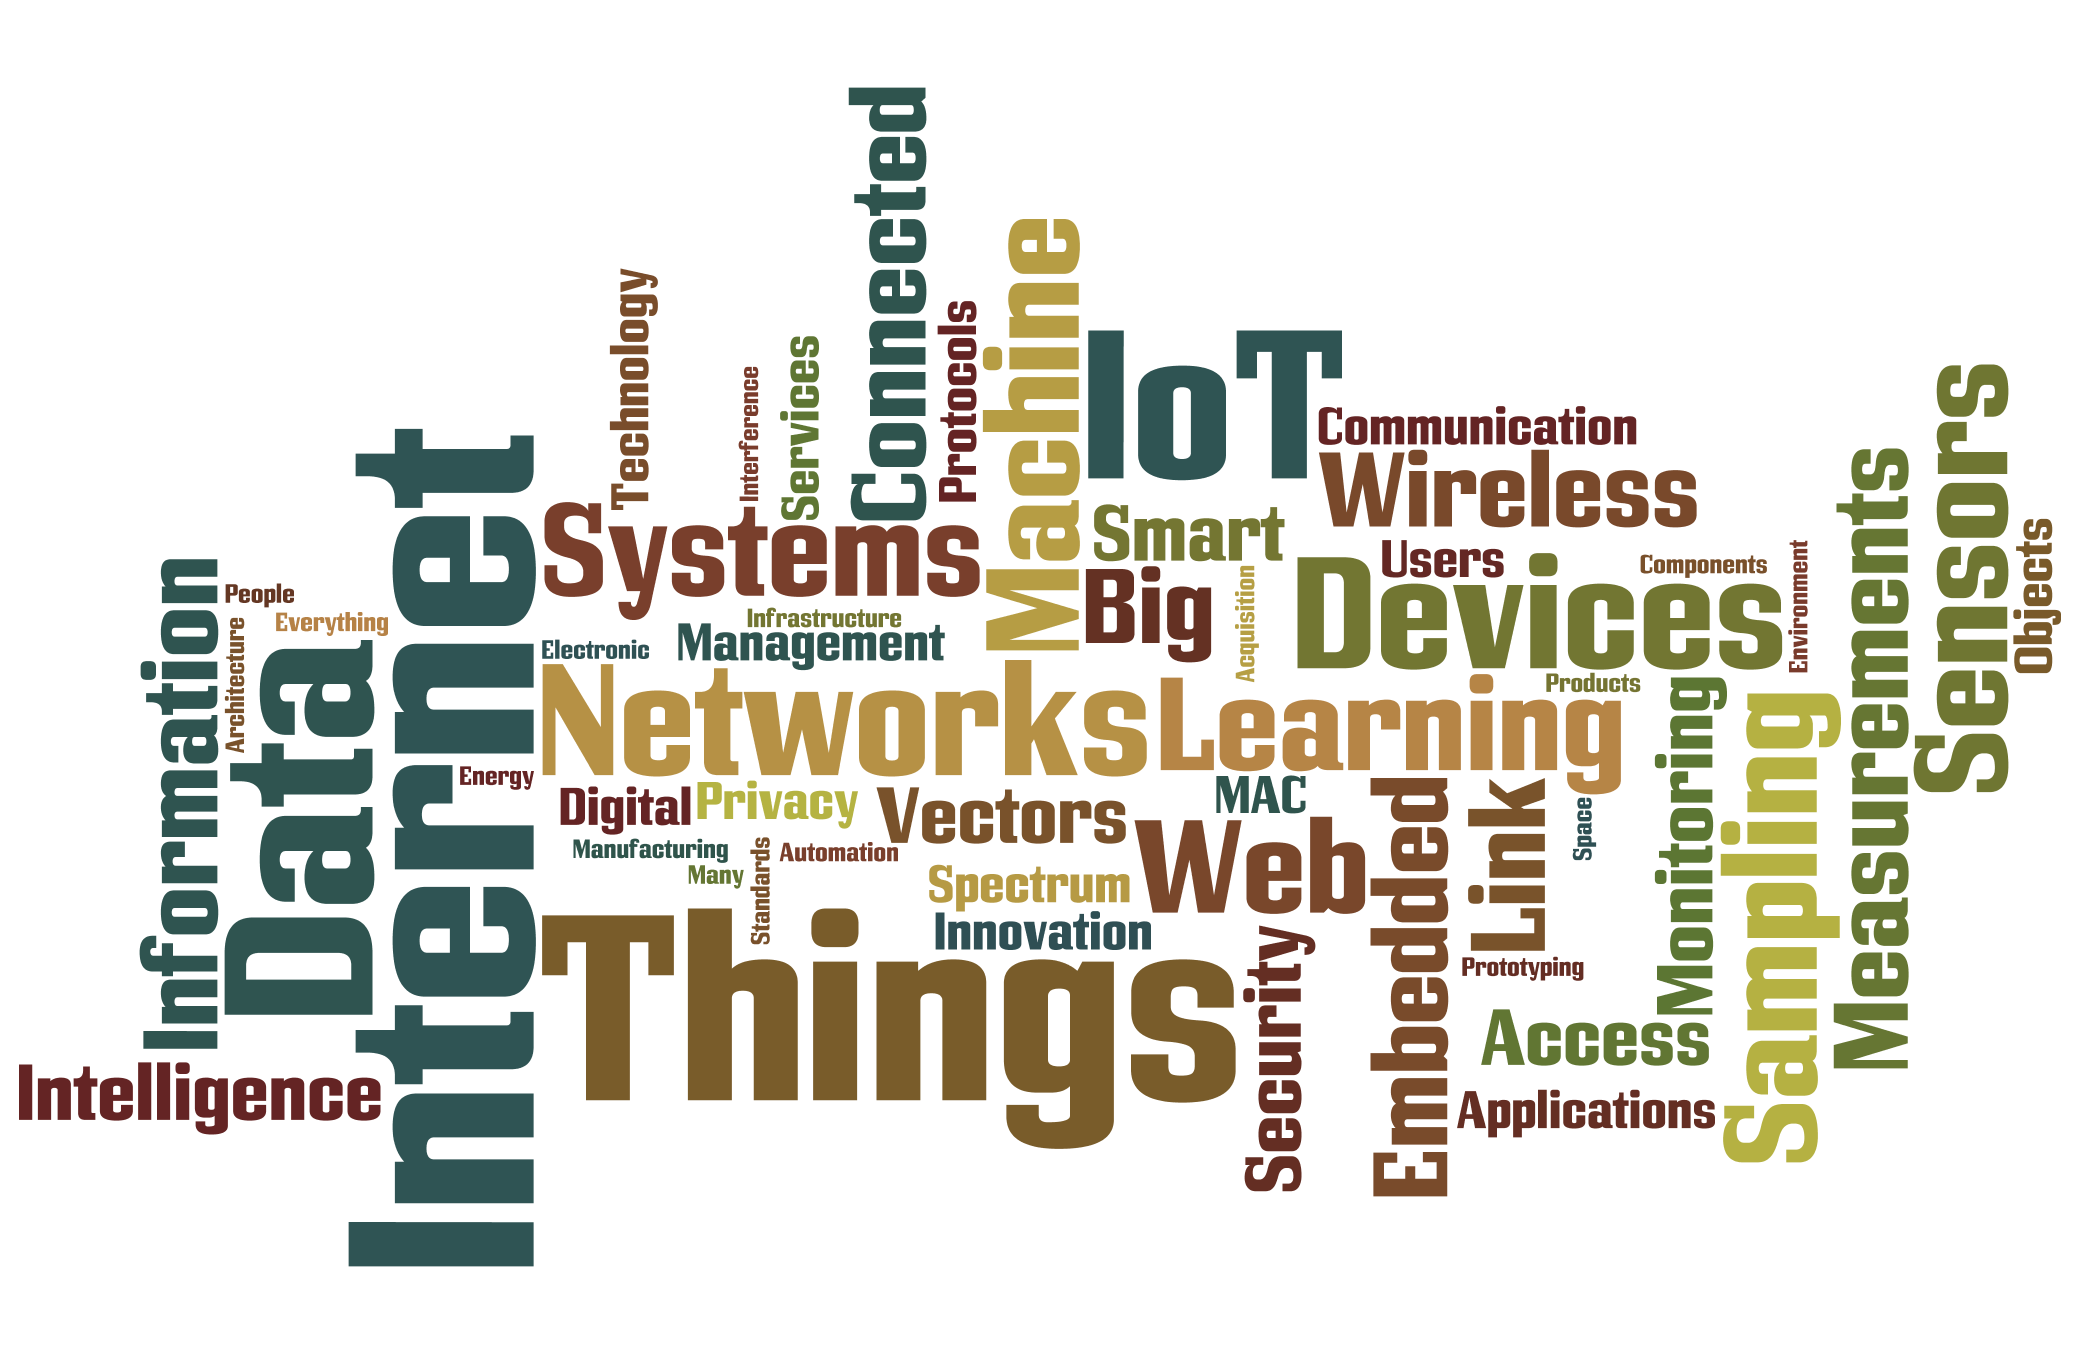 Connected
Machine
Technology
Interference
Services
Protocols
IoT
Communication
Wireless
Sensors
Measurements
Internet
Systems
Smart
Objects
Users
Components
Environment
Devices
Big
Acquisition
Information
People
Everything
Architecture
Data
Infrastructure
Management
Electronic
Networks
Learning
Products
Monitoring
Sampling
Energy
Digital
Privacy
Vectors
MAC
Embedded
Link
Space
Web
Manufacturing
Automation
Many
Standards
Spectrum
Innovation
Things
Security
Prototyping
Access
Applications
Intelligence